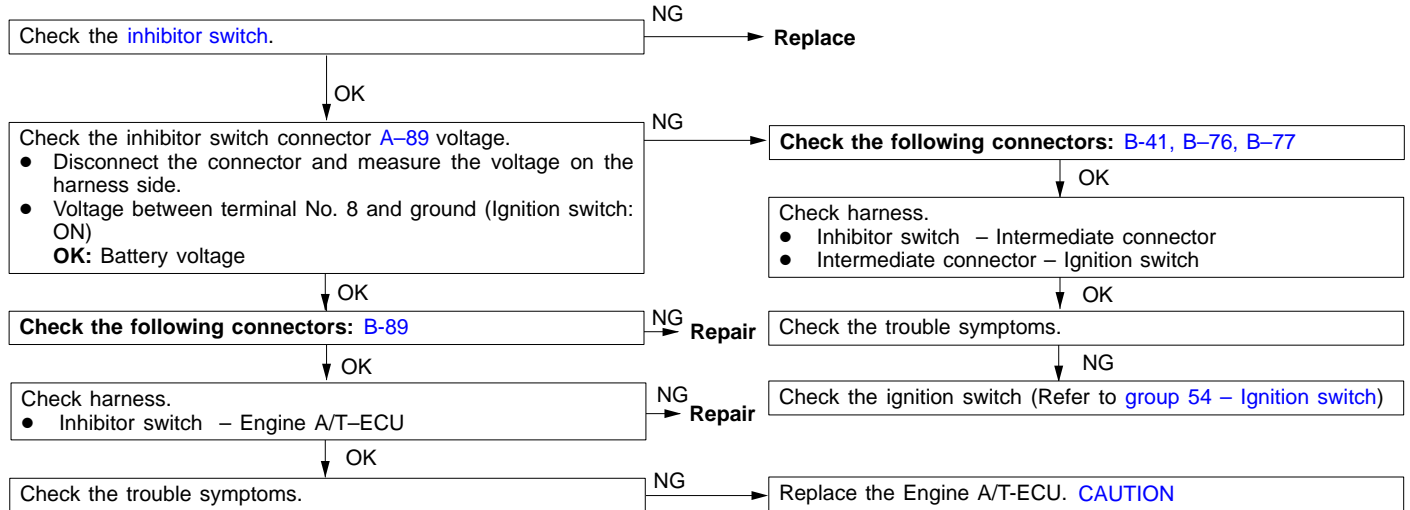 NG
Check the inhibitor switch.
Replace
OK
Check the inhibitor switch connector A–89 voltage.
● Disconnect the connector and measure the voltage on the
harness side.
● Voltage between terminal No. 8 and ground (Ignition switch:
ON)
OK: Battery voltage
NG
Check the following connectors: B-41, B–76, B–77
OK
Check harness.
● Inhibitor switch – Intermediate connector
● Intermediate connector – Ignition switch
OK
OK
Check the following connectors: B-89
NG
Repair
Check the trouble symptoms.
OK
NG
Check harness.
● Inhibitor switch – Engine A/T–ECU
NG
Repair
Check the ignition switch (Refer to group 54 – Ignition switch)
OK
Check the trouble symptoms.
NG
Replace the Engine A/T-ECU. CAUTION